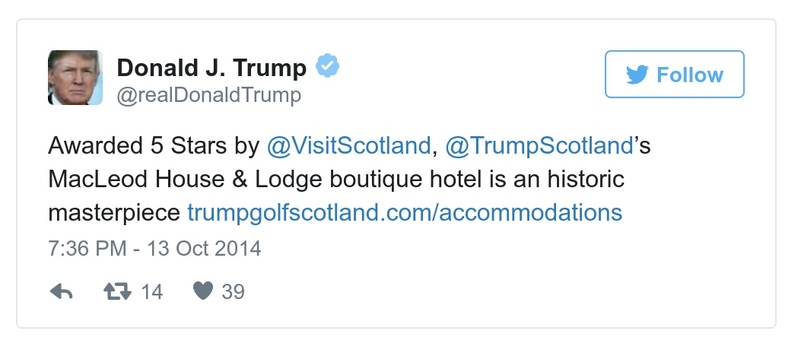 Donald J. Trump
@realDonaldTrump
Follow
Awarded 5 Stars by @VisitScotland, @TrumpScotland’s
MacLeod House & Lodge boutique hotel is an historic
masterpiece trumpgolfscotland.com/accommodations
7:36 PM - 13 Oct 2014
14 39